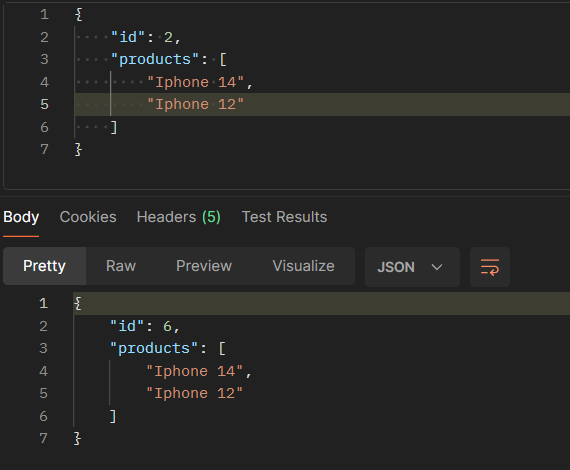 1 {
2 "id": 2,
3 "products": [
4 "Iphone 14",
5 "Iphone 12"
6 ]
7 }
Body Cookies Headers (5) Test Results
Pretty Raw Preview Visualize JSON
1 {
2 "id": 6,
3 "products": [
4 "Iphone 14",
5 "Iphone 12"
6 ]
7 }